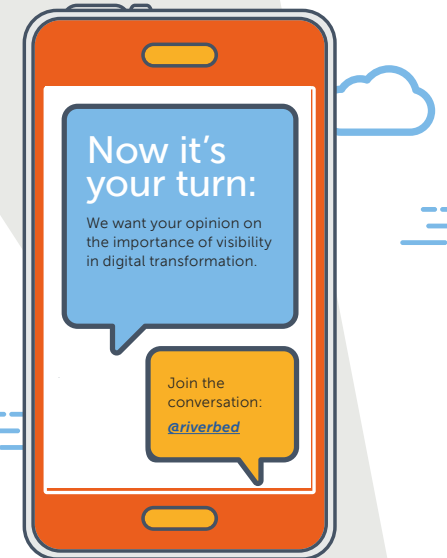 Now it's
your turn:
We want your opinion on
the importance of visibility
in digital transformation.
Join the
conversation:
@riverbed